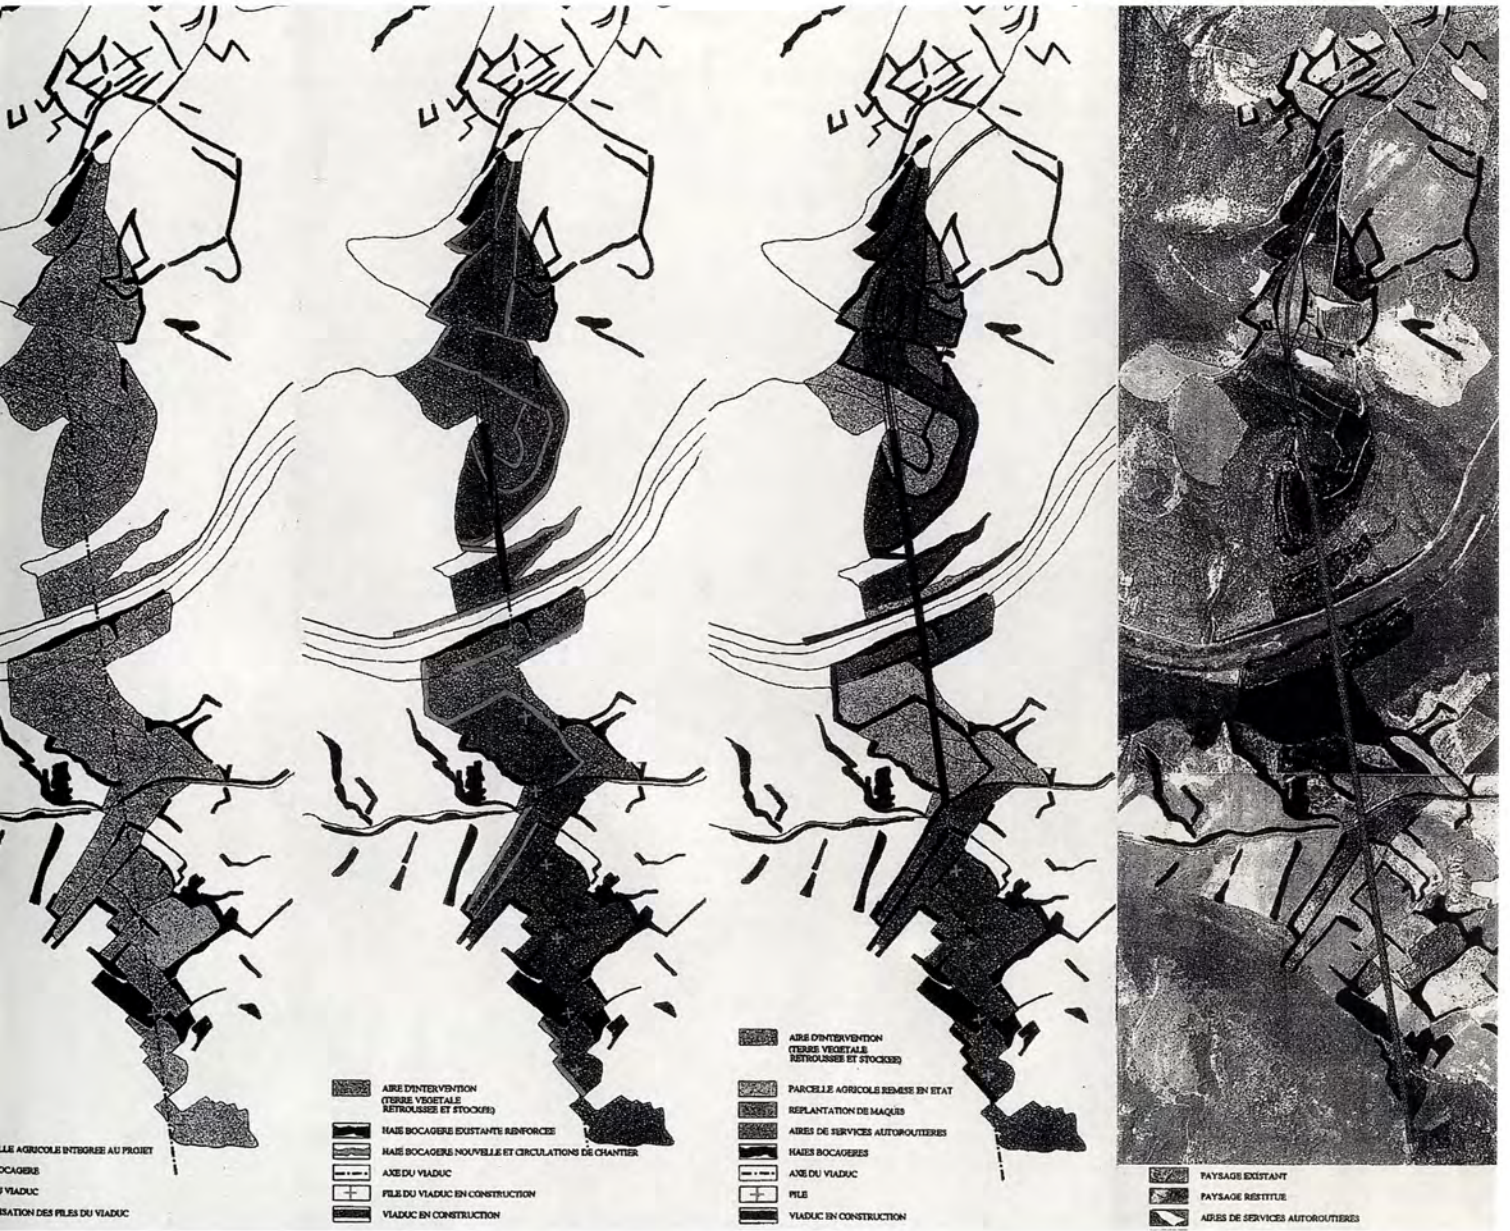 LLE AGRICOLE INTEGREE AU PROJET
OCAGERE
VIADUC
ISATION DES PILES DU VIADUC
AIRE D'INTERVENTION
(TERRE VEGETALE
RETROUSSEE ET STOCKEE)
HAIE BOCAGERE EXISTANTE RENFORCEE
HAIE BOCAGERE NOUVELLE ET CIRCULATIONS DE CHANTIER
AXE DU VIADUC
PILE DU VIADUC EN CONSTRUCTION
VIADUC EN CONSTRUCTION
AIRE D'INTERVENTION
(TERRE VEGETALE
RETROUSSEE ET STOCKEE)
PARCELLE AGRICOLE REMISE EN ETAT
REPLANTATION DE MAQUIS
AIRES DE SERVICES AUTOROUTIERES
HAIES BOCAGERES
AXE DU VIADUC
PILE
VIADUC EN CONSTRUCTION
PAYSAGE EXISTANT
PAYSAGE RESTITUE
AIRES DE SERVICES AUTOROUTIERES